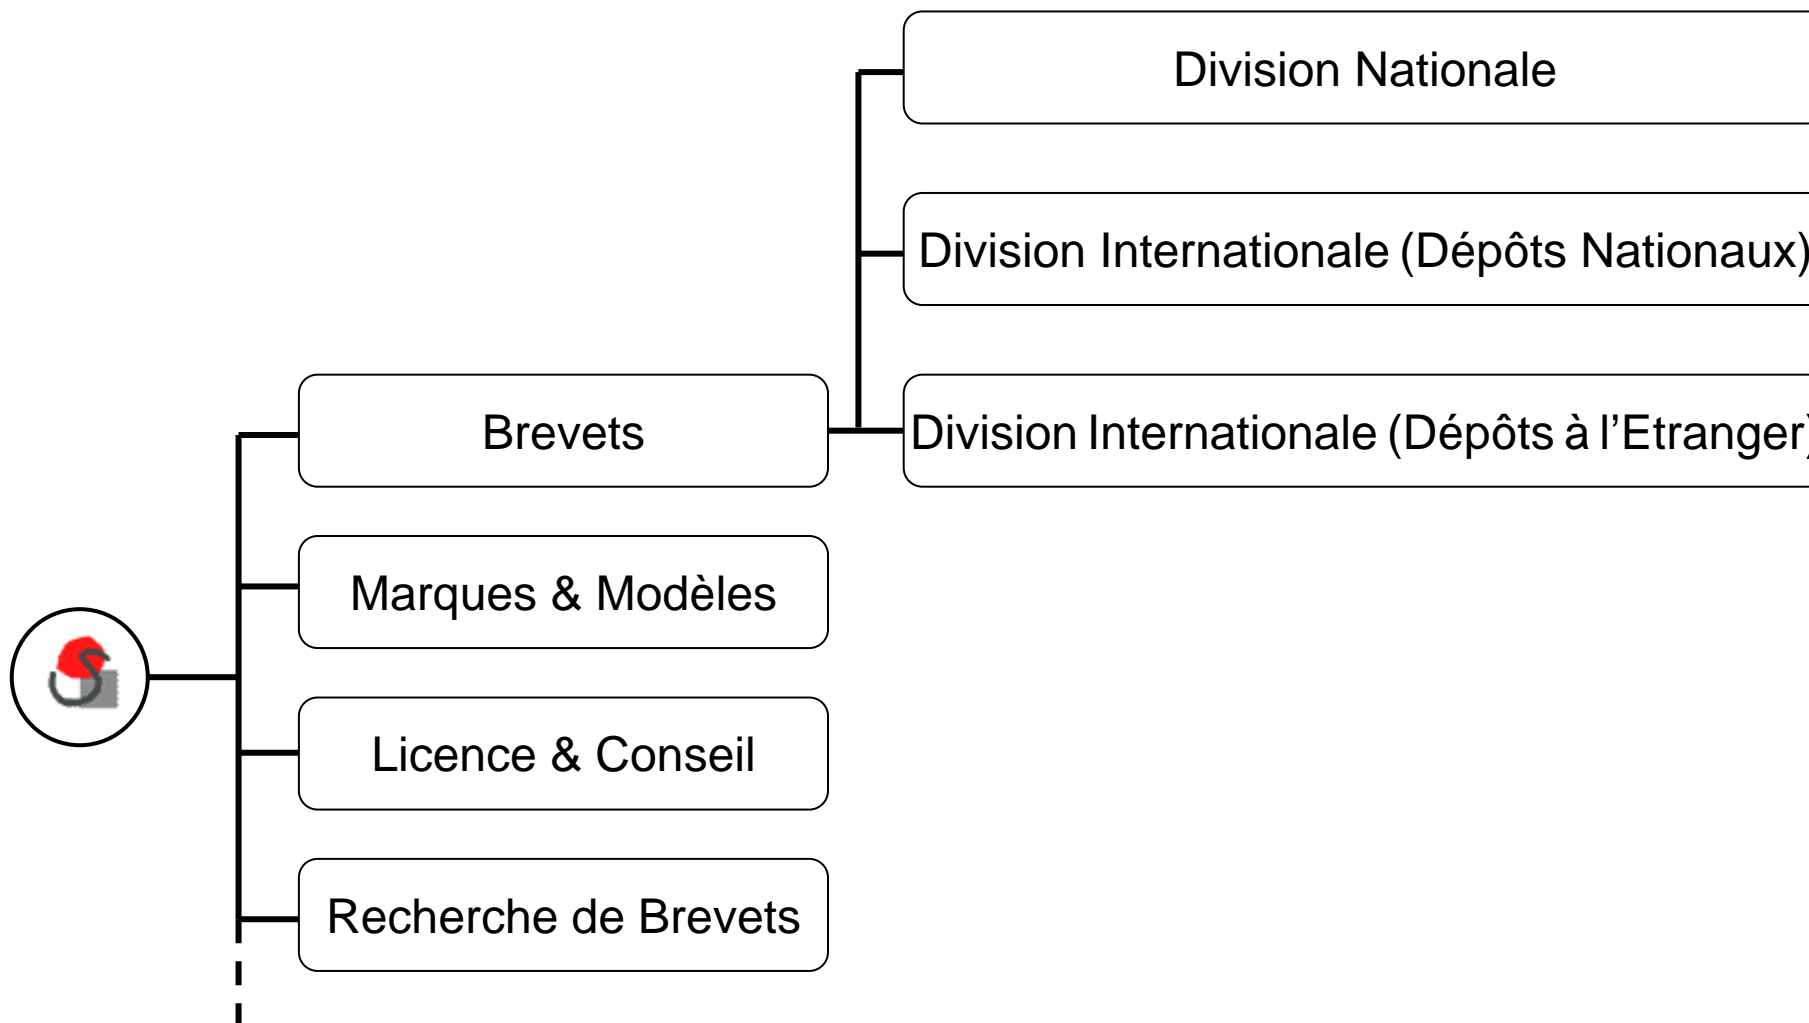 Division Nationale
Division Internationale (Dépôts Nationaux)
Division Internationale (Dépôts à l’Etranger)
Brevets
Marques & Modèles
Licence & Conseil
Recherche de Brevets